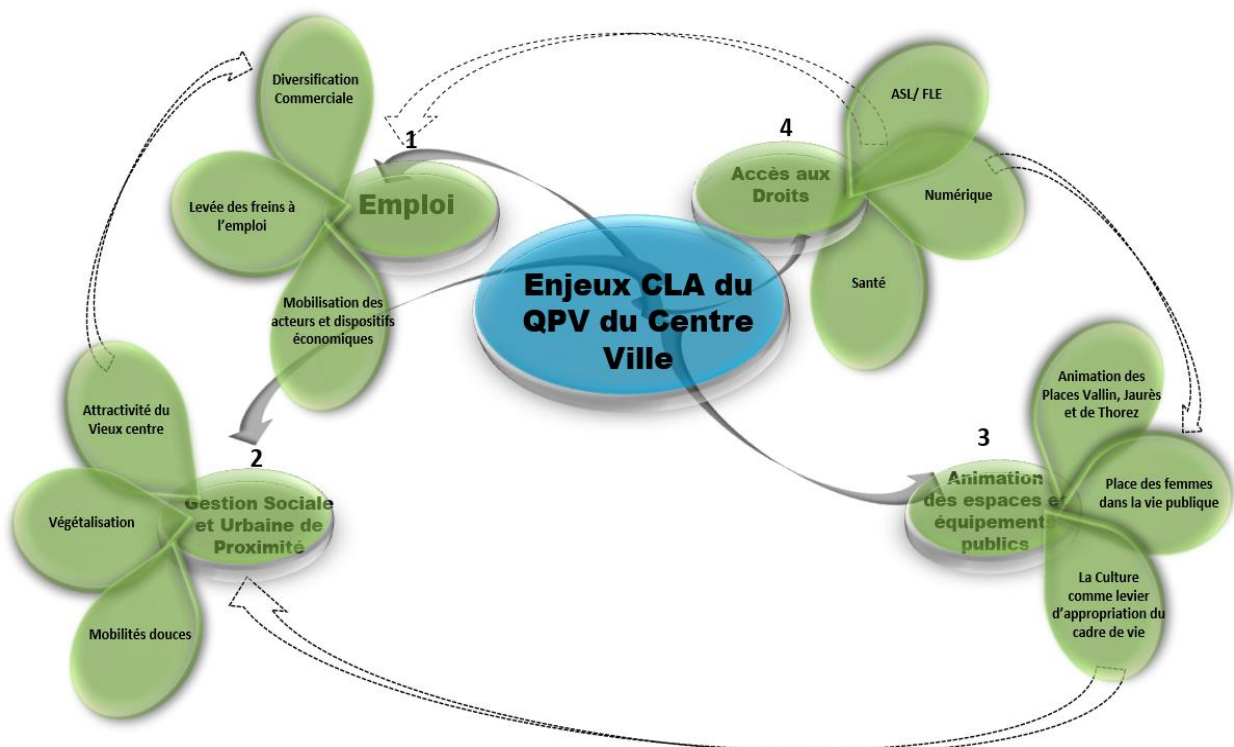 Enjeux CLA du
QPV du Centre
Ville
1
Emploi
Diversification
Commerciale
Levée des freins à
l'emploi
Mobilisation des
acteurs et dispositifs
économiques
2
Gestion Sociale
et Urbaine de
Proximité
Attractivité du
Vieux centre
Végétalisation
Mobilités douces
3
Animation
des espaces et
équipements
publics
Animation des
Places Vallin, Jaurès
et de Thorez
Place des femmes
dans la vie publique
La Culture
comme levier
d'appropriation du
cadre de vie
4
Accès aux
Droits
ASL/ FLE
Numérique
Santé